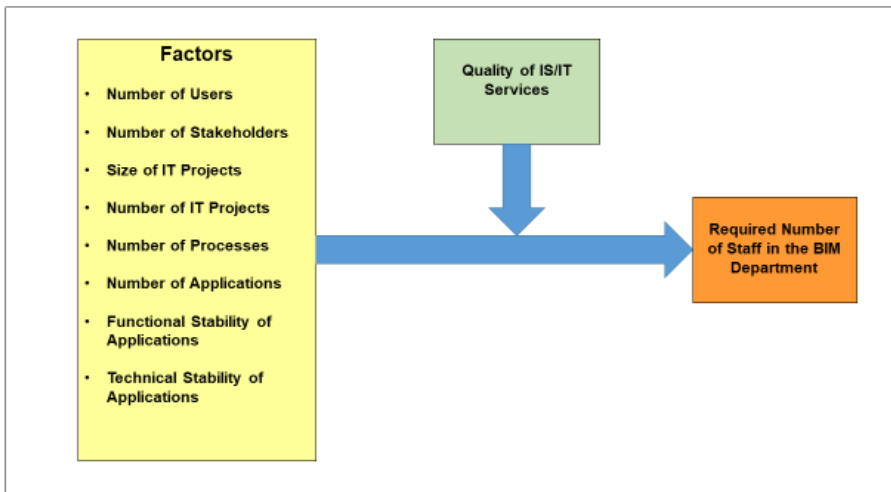 Factors
• Number of Users
• Number of Stakeholders
• Size of IT Projects
• Number of IT Projects
• Number of Processes
• Number of Applications
• Functional Stability of
Applications
• Technical Stability of
Applications
Quality of IS/IT
Services
Required Number
of Staff in the BIM
Department